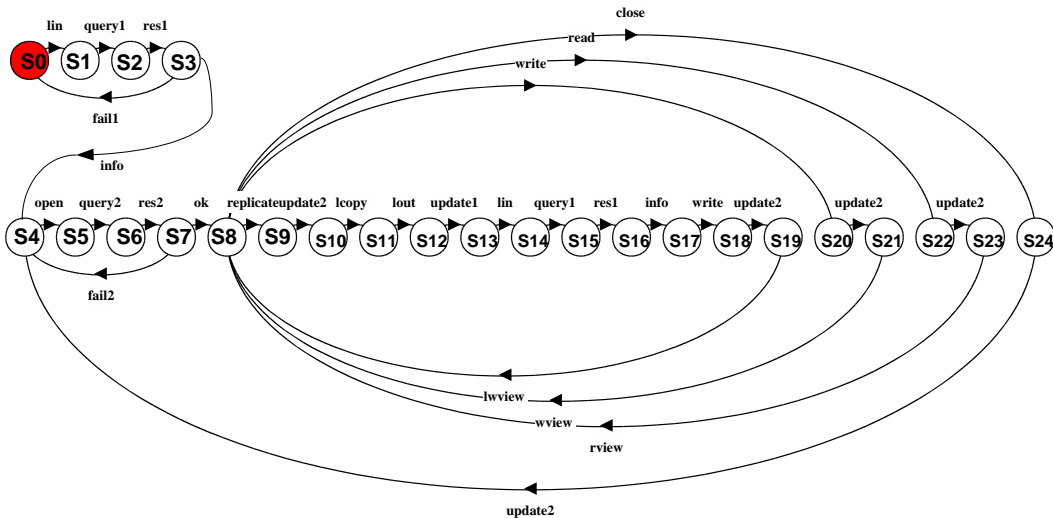 close
lin query1 res1
read
S0 S1 S2 S3
write
fail1
info
open query2 res2 ok replicateupdate2 lcopy lout update1 lin query1 res1 info write update2 update2 update2
S4 S5 S6 S7 S8 S9 S10 S11 S12 S13 S14 S15 S16 S17 S18 S19 S20 S21 S22 S23 S24
fail2
lwview
wview
rview
update2